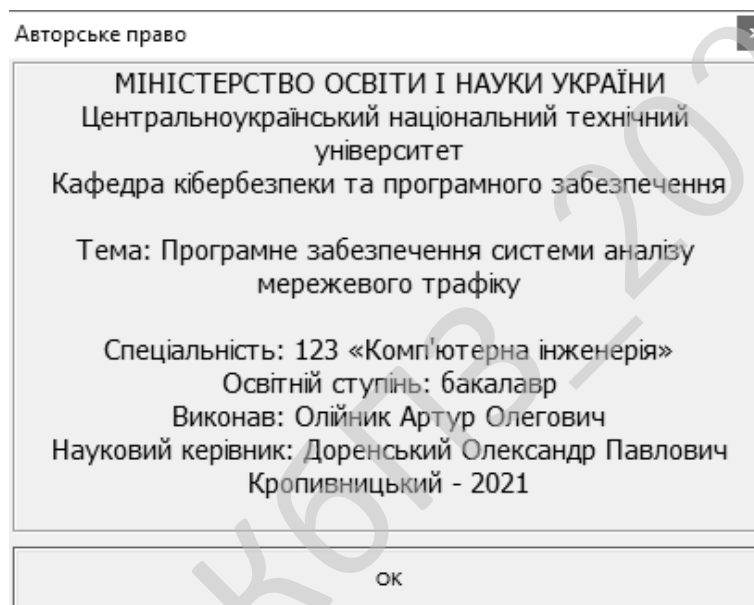 Авторське право
МІНІСТЕРСТВО ОСВІТИ І НАУКИ УКРАЇНИ
Центральноукраїнський національний технічний
університет
Кафедра кібербезпеки та програмного забезпечення
Тема: Програмне забезпечення системи аналізу
мережевого трафіку
Спеціальність: 123 «Комп'ютерна інженерія»
Освітній ступінь: бакалавр
Виконав: Олійник Артур Олегович
Науковий керівник: Доренський Олександр Павлович
Кропивницький - 2021
ОК